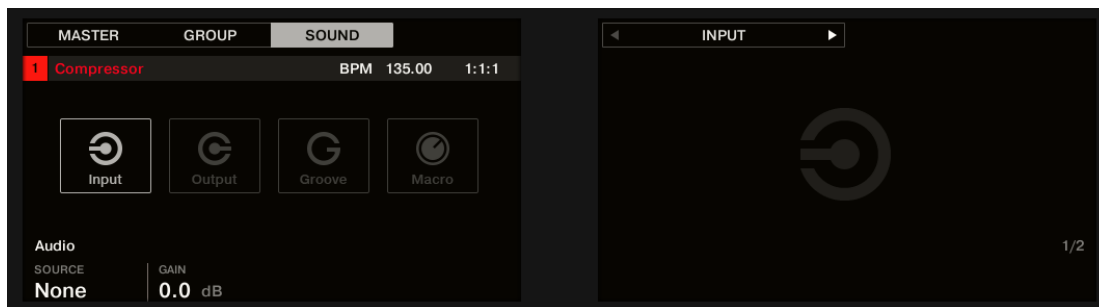 MASTER GROUP SOUND
1 Compressor BPM 135.00 1:1:1
Input Output Groove Macro
Audio
SOURCE GAIN
None 0.0 dB
INPUT
1/2